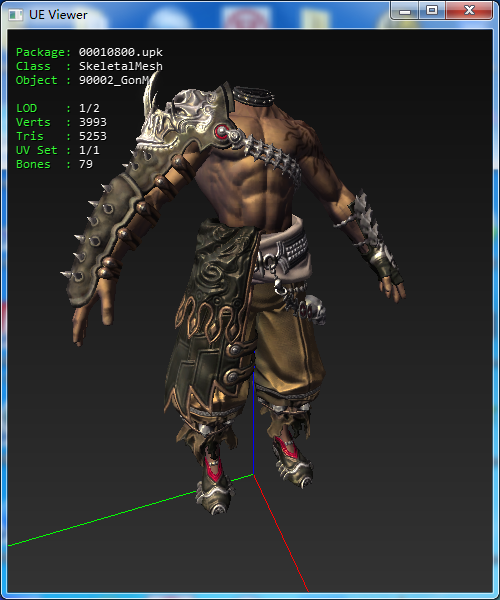 UE Viewer
Package: 00010800.upk
Class  : SkeletalMesh
Object : 90002_GonM
LOD    : 1/2
Verts  : 3993
Tris   : 5253
UV Set : 1/1
Bones  : 79